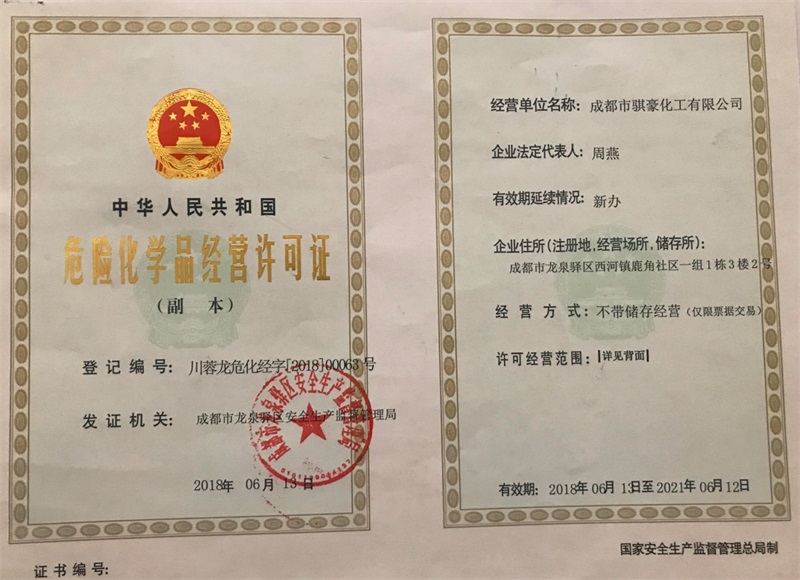 中华人民共和国
危险化学品经营许可证
(副 本)
登记编号: 川蓉龙危化经字[2018]00063号
发证机关: 成都市龙泉驿区安全生产监督管理局
2018年 06月 13日
证书编号:
经营单位名称: 成都市骐豪化工有限公司
企业法定代表人: 周燕
有效期延续情况: 新办
企业住所(注册地,经营场所,储存所):
成都市龙泉驿区西河镇鹿角社区一组1栋3楼2号
经营方式: 不带储存经营(仅限票据交易)
许可经营范围: [详见背面]
有效期: 2018年06月13日至2021年06月12日
国家安全生产监督管理总局制